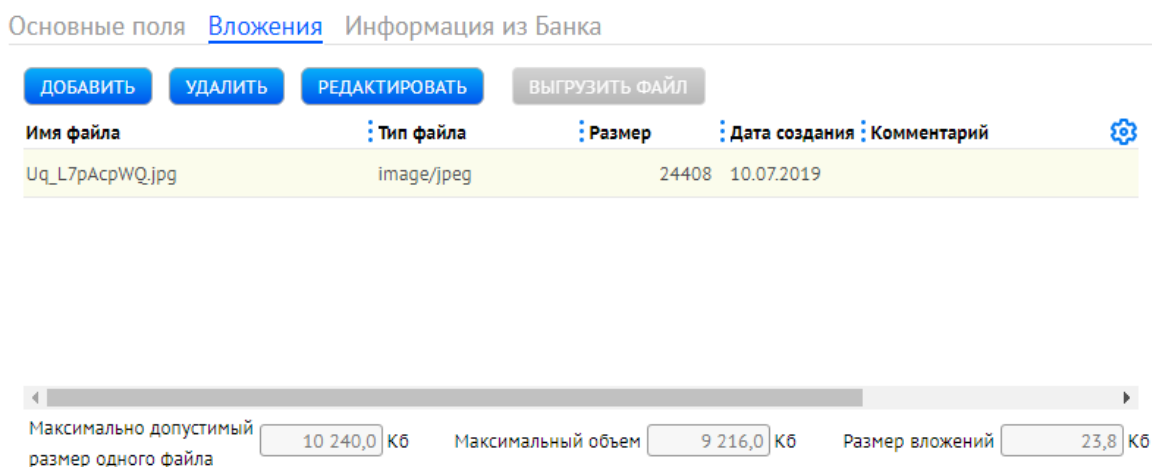 Основные поля Вложения Информация из Банка
ДОБАВИТЬ УДАЛИТЬ РЕДАКТИРОВАТЬ ВЫГРУЗИТЬ ФАЙЛ
Имя файла Тип файла Размер Дата создания Комментарий
Uq_L7pAcpWQ.jpg image/jpeg 24408 10.07.2019
Максимально допустимый
размер одного файла 10 240,0 Кб Максимальный объем 9 216,0 Кб Размер вложений 23,8 Кб